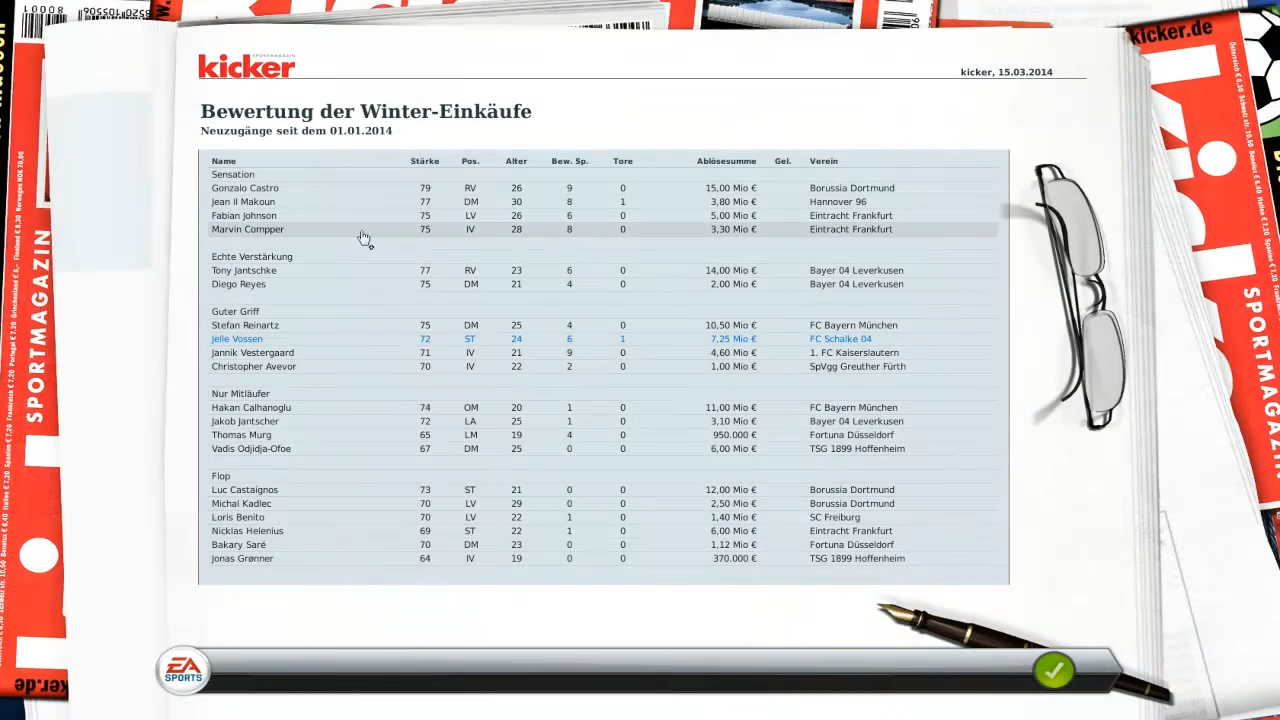 kicker
SPORTMAGAZIN
kicker, 15.03.2014
Bewertung der Winter-Einkäufe
Neuzugänge seit dem 01.01.2014
Name Stärke Pos. Alter Bew. Sp. Tore Ablösesumme Gel. Verein
Sensation
Gonzalo Castro 79 RV 26 9 0 15,00 Mio € Borussia Dortmund
Jean II Makoun 77 DM 30 8 1 3,80 Mio € Hannover 96
Fabian Johnson 75 LV 26 6 0 5,00 Mio € Eintracht Frankfurt
Marvin Compper 75 IV 28 8 0 3,30 Mio € Eintracht Frankfurt
Echte Verstärkung
Tony Jantschke 77 RV 23 6 0 14,00 Mio € Bayer 04 Leverkusen
Diego Reyes 75 DM 21 4 0 2,00 Mio € Bayer 04 Leverkusen
Guter Griff
Stefan Reinartz 75 DM 25 4 0 10,50 Mio € FC Bayern München
Jelle Vossen 72 ST 24 6 1 7,25 Mio € FC Schalke 04
Jannik Vestergaard 71 IV 21 9 0 4,60 Mio € 1. FC Kaiserslautern
Christopher Avevor 70 IV 22 2 0 1,00 Mio € SpVgg Greuther Fürth
Nur Mitläufer
Hakan Calhanoglu 74 OM 20 1 0 11,00 Mio € FC Bayern München
Jakob Jantscher 72 LA 25 1 0 3,10 Mio € Bayer 04 Leverkusen
Thomas Murg 65 LM 19 4 0 950.000 € Fortuna Düsseldorf
Vadis Odjidja-Ofoe 67 DM 25 0 0 6,00 Mio € TSG 1899 Hoffenheim
Flop
Luc Castaignos 73 ST 21 0 0 12,00 Mio € Borussia Dortmund
Michal Kadlec 70 LV 29 0 0 2,50 Mio € Borussia Dortmund
Loris Benito 70 LV 22 1 0 1,40 Mio € SC Freiburg
Nicklas Helenius 69 ST 22 1 0 6,00 Mio € Eintracht Frankfurt
Bakary Saré 70 DM 23 0 0 1,12 Mio € Fortuna Düsseldorf
Jonas Grønner 64 IV 19 0 0 370.000 € TSG 1899 Hoffenheim
EA
SPORTS
SPORTMAGAZIN
kicker.de
SPORTMAGAZIN